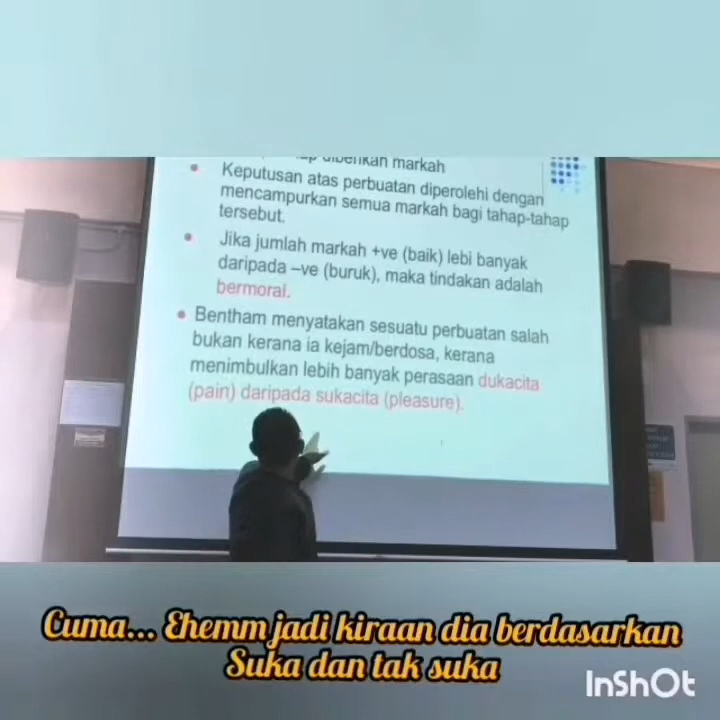 diberikan markah
Keputusan atas perbuatan diperolehi dengan
mencampurkan semua markah bagi tahap-tahap
tersebut.
Jika jumlah markah +ve (baik) lebi banyak
daripada –ve (buruk), maka tindakan adalah
bermoral.
Bentham menyatakan sesuatu perbuatan salah
bukan kerana ia kejam/berdosa, kerana
menimbulkan lebih banyak perasaan dukacita
(pain) daripada sukacita (pleasure).
Cuma... Ehemm jadi kiraan dia berdasarkan
Suka dan tak suka
InShOt